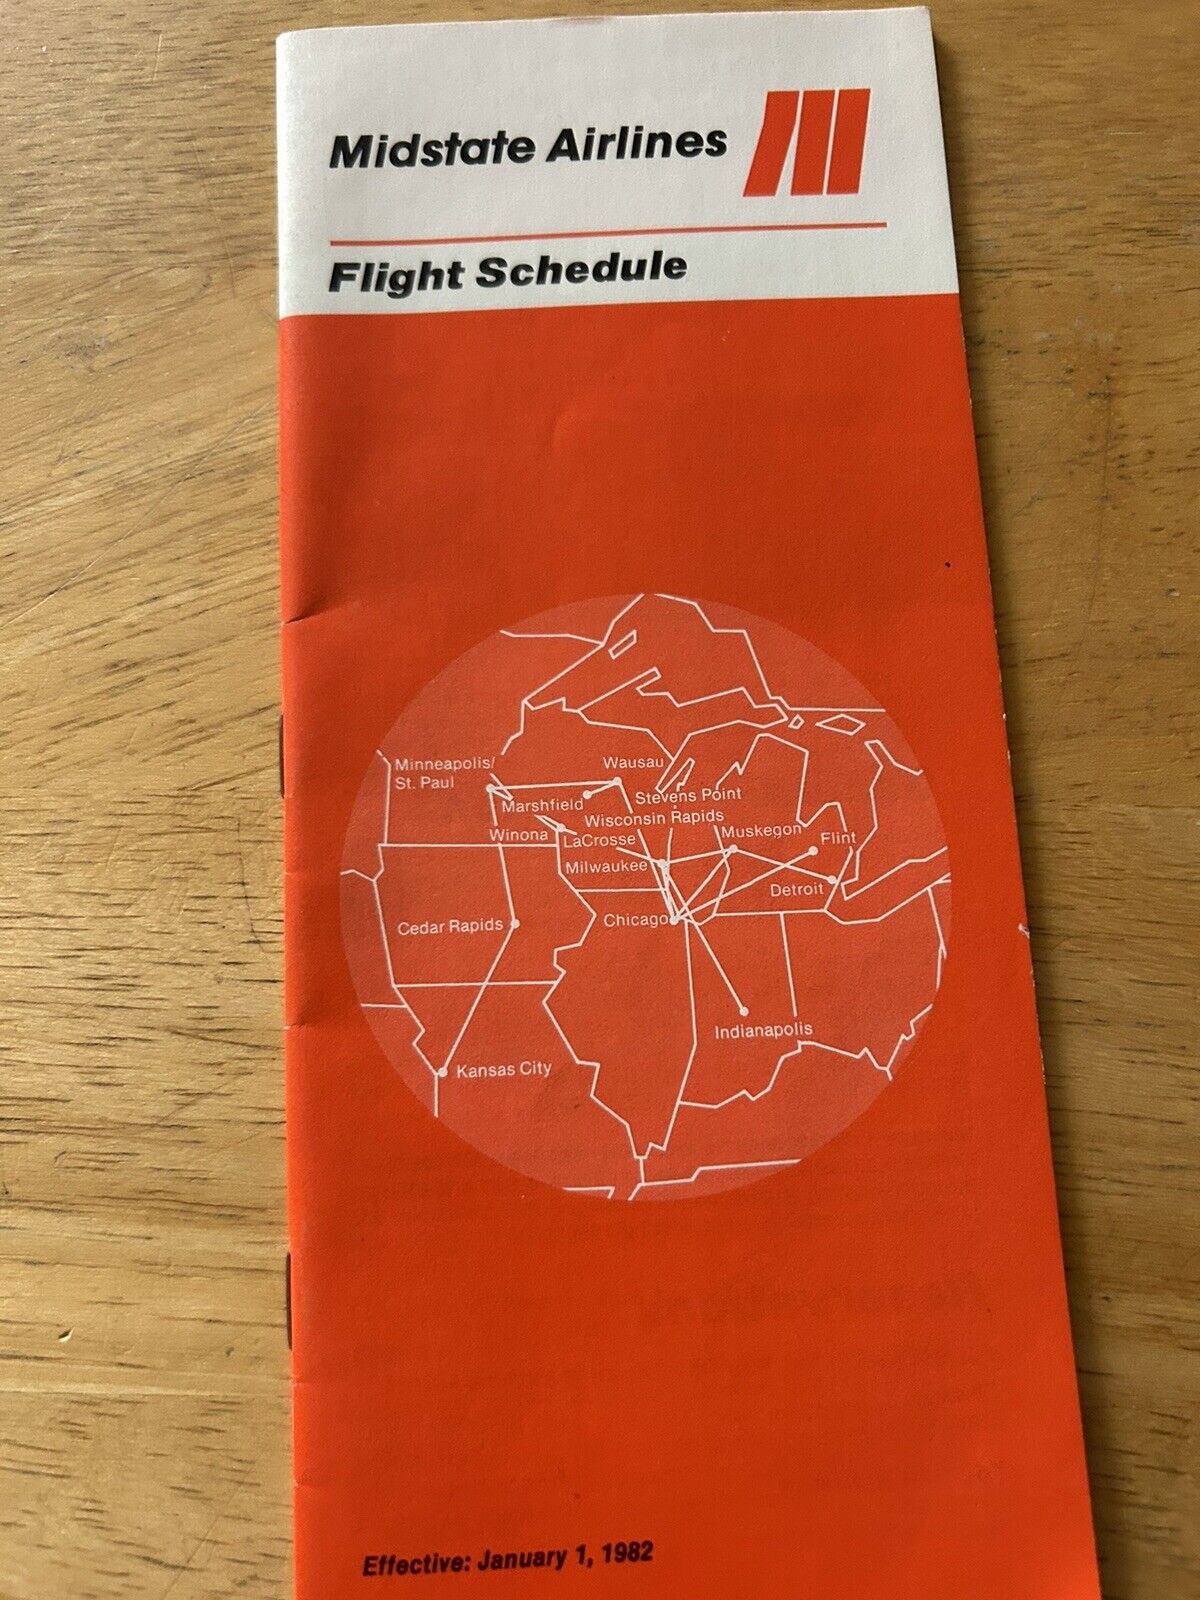 Midstate Airlines
Flight Schedule
Minneapolis/
St. Paul
Wausau
Marshfield
Stevens Point
Wisconsin Rapids
Winona
LaCrosse
Muskegon
Flint
Milwaukee
Detroit
Cedar Rapids
Chicago
Indianapolis
Kansas City
Effective: January 1, 1982